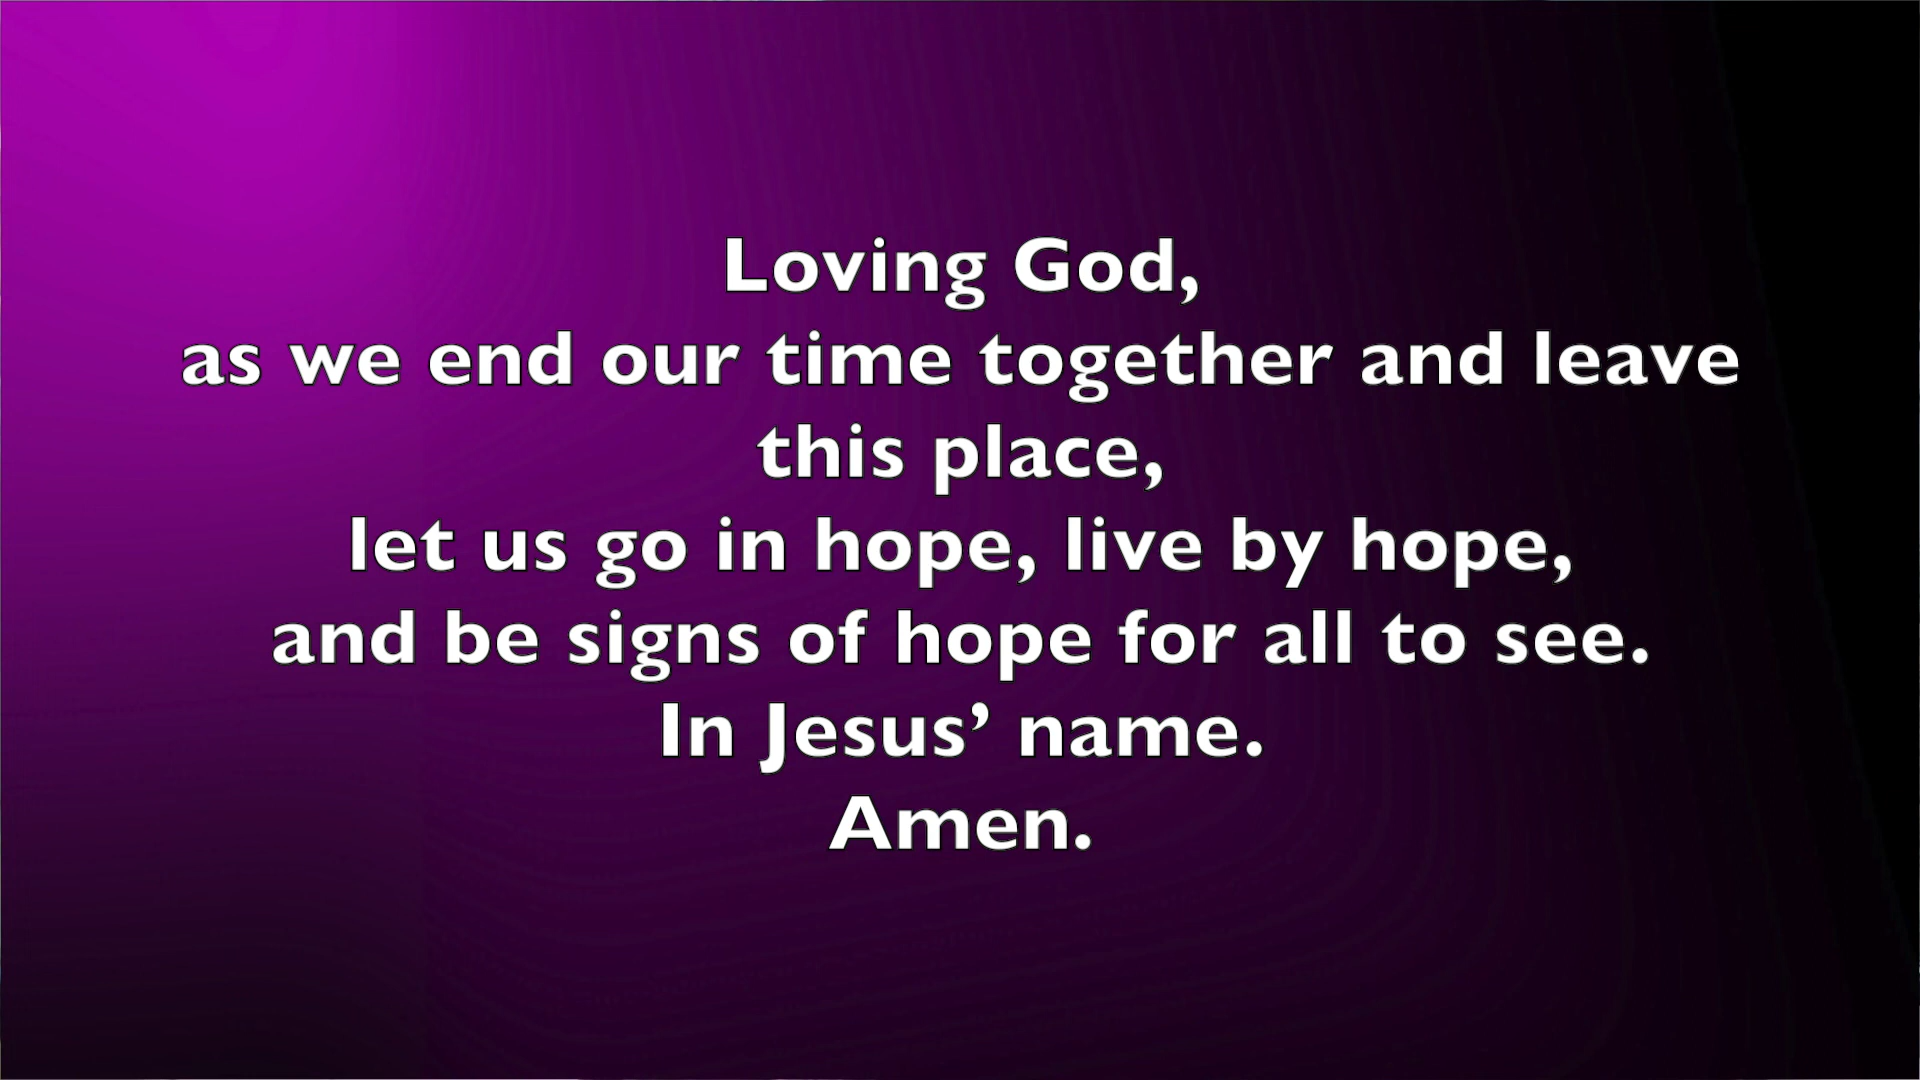 Loving God,
as we end our time together and leave
this place,
let us go in hope, live by hope,
and be signs of hope for all to see.
In Jesus’ name.
Amen.